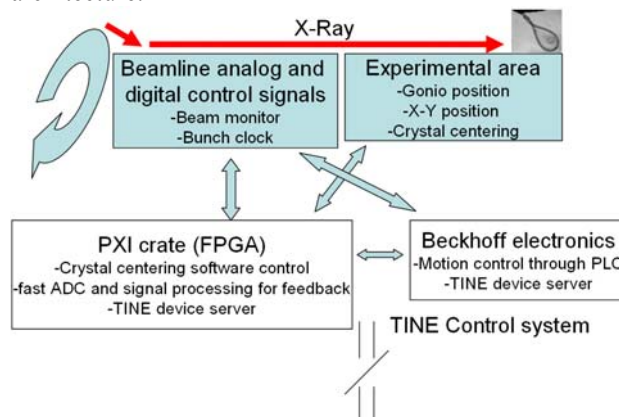 X-Ray
Beamline analog and
digital control signals
-Beam monitor
-Bunch clock
Experimental area
-Gonio position
-X-Y position
-Crystal centering
PXI crate (FPGA)
-Crystal centering software control
-fast ADC and signal processing for feedback
-TINE device server
Beckhoff electronics
-Motion control through PLC
-TINE device server
TINE Control system